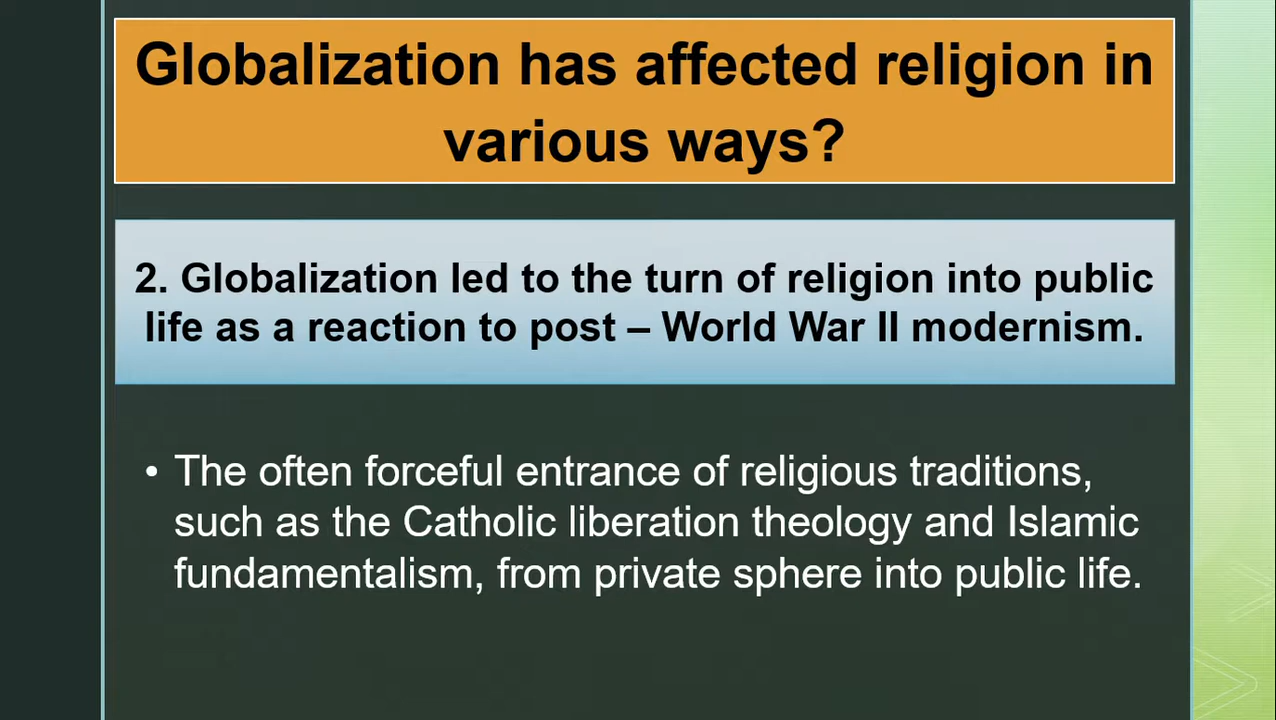 Globalization has affected religion in
various ways?
2. Globalization led to the turn of religion into public
life as a reaction to post – World War II modernism.
• The often forceful entrance of religious traditions,
such as the Catholic liberation theology and Islamic
fundamentalism, from private sphere into public life.